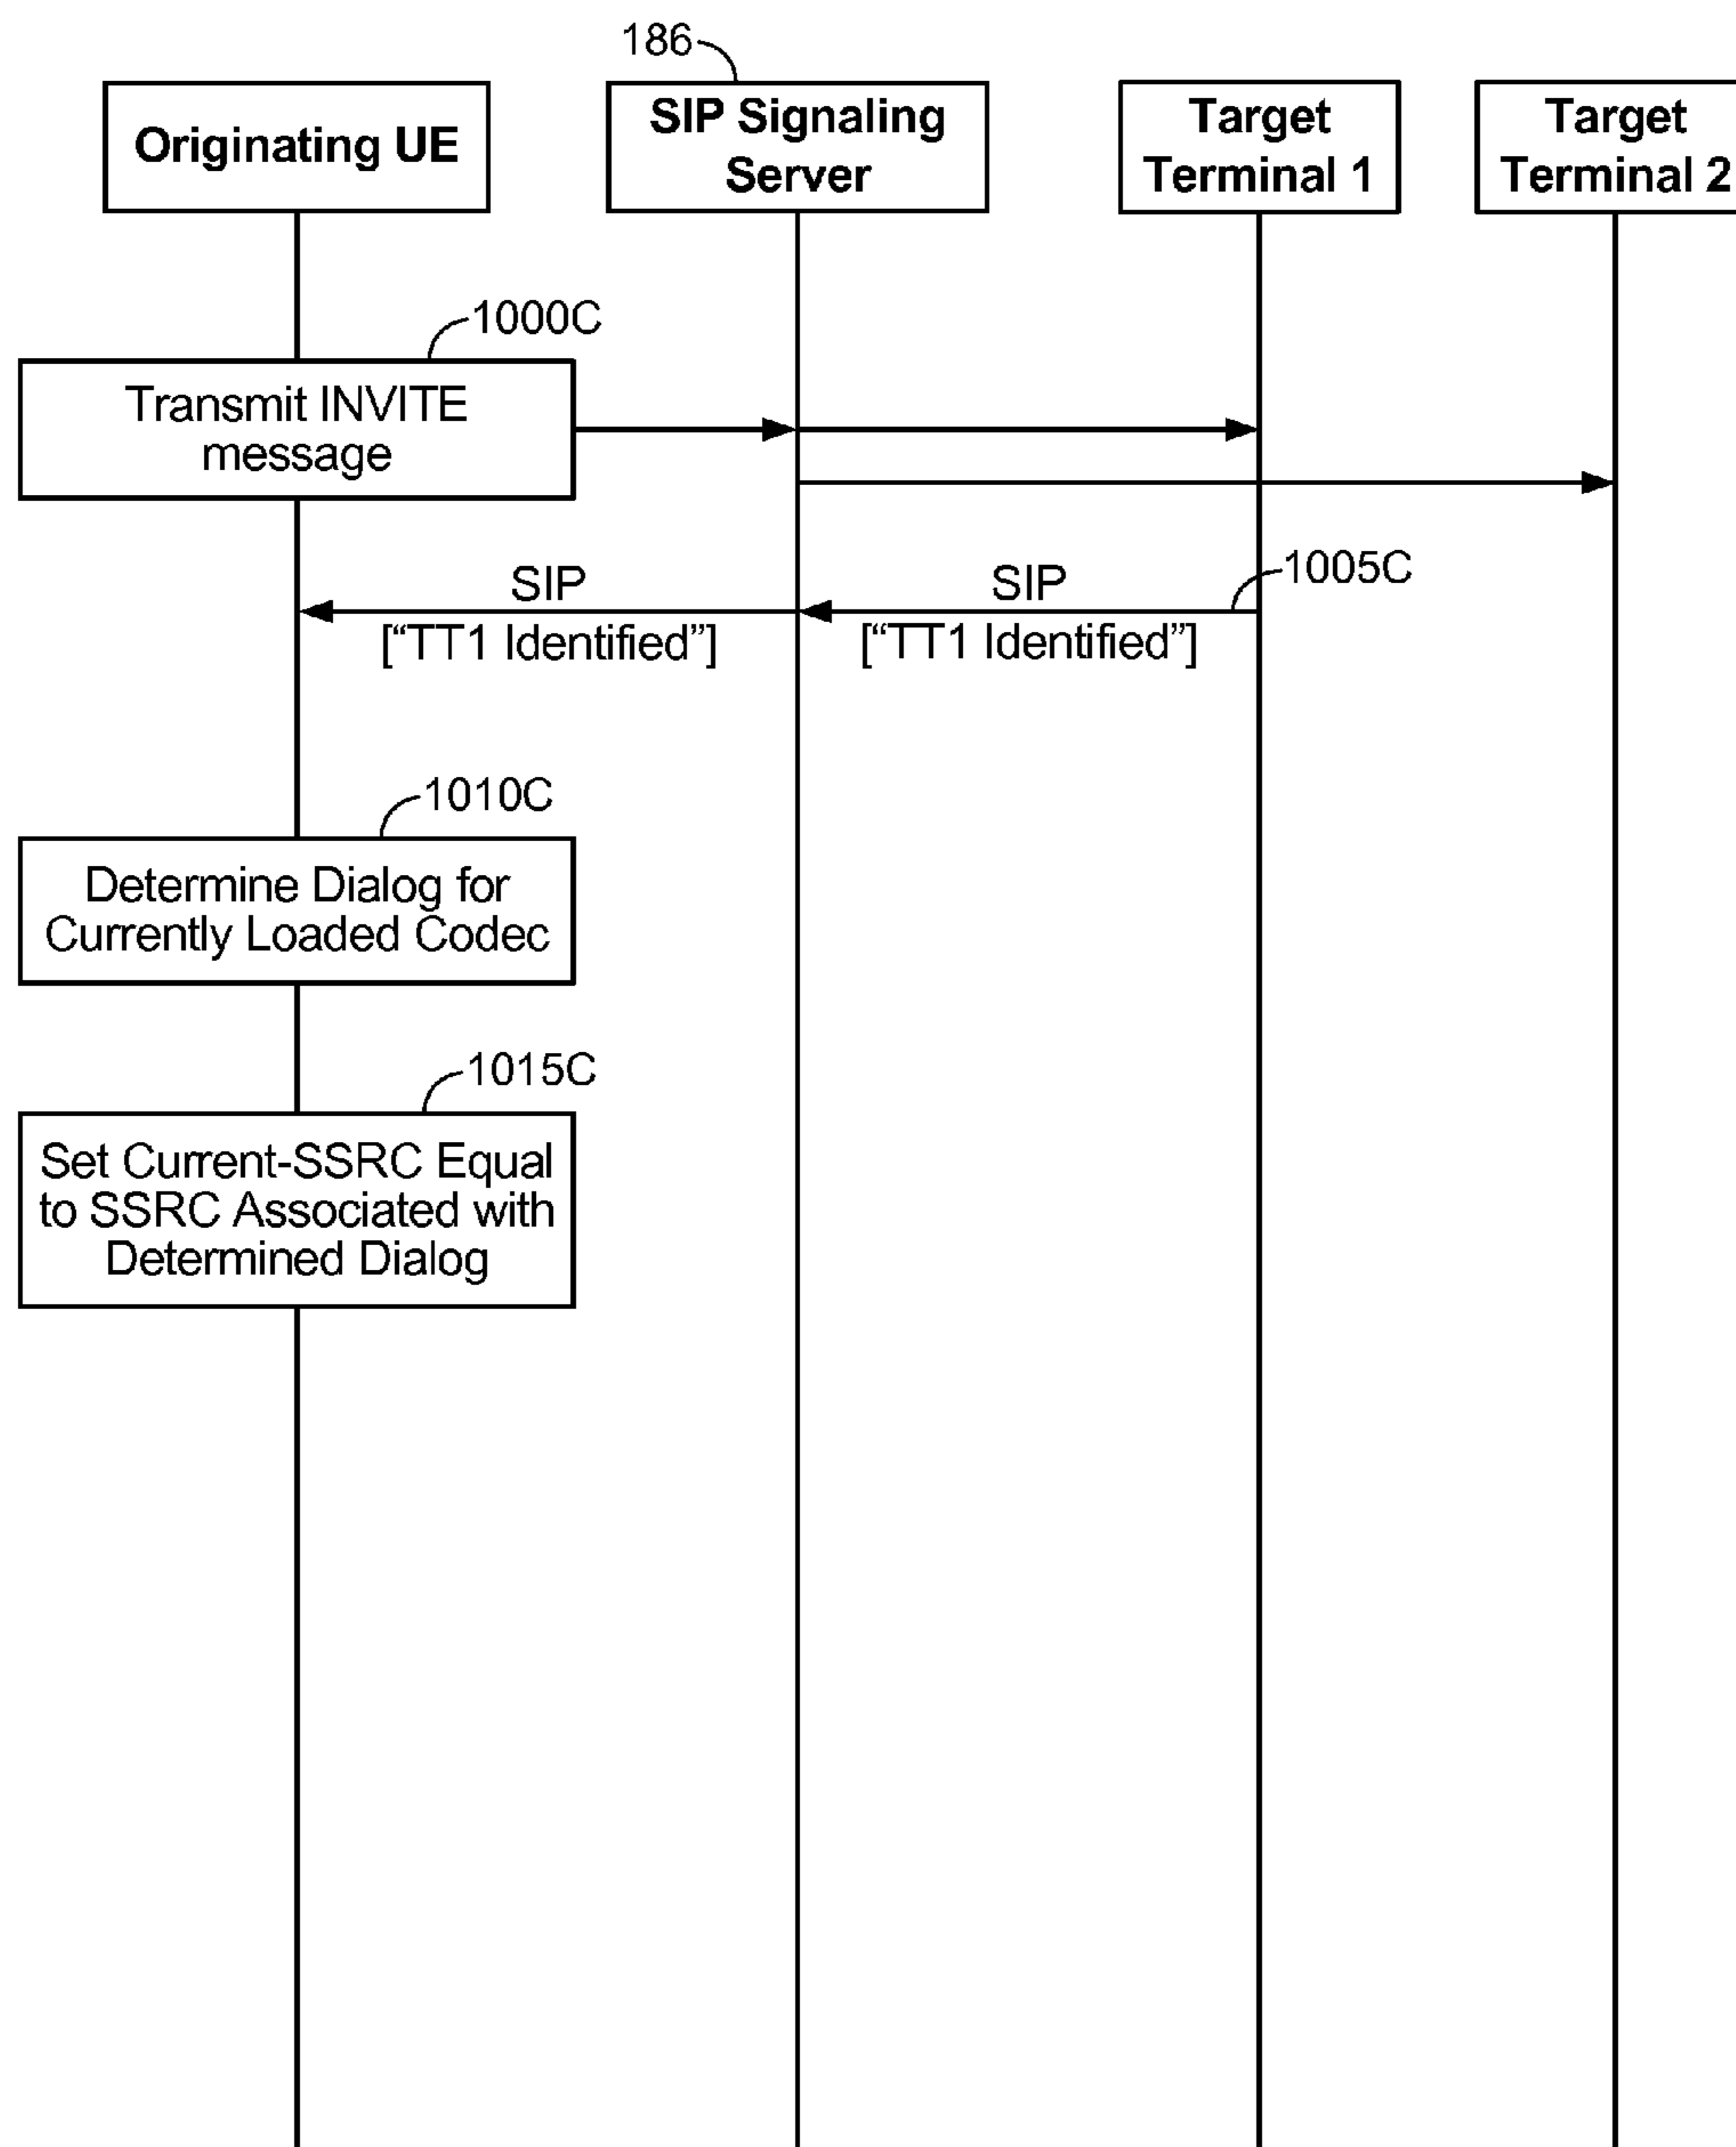 186
Originating UE
SIP Signaling
Server
Target
Terminal 1
Target
Terminal 2
1000C
Transmit INVITE
message
1005C
SIP
["TT1 Identified"]
SIP
["TT1 Identified"]
1010C
Determine Dialog for
Currently Loaded Codec
1015C
Set Current-SSRC Equal
to SSRC Associated with
Determined Dialog